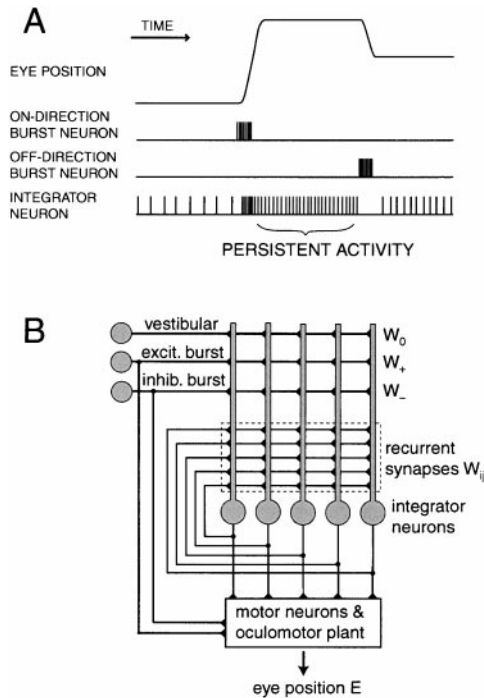 A
TIME
EYE POSITION
ON-DIRECTION
BURST NEURON
OFF-DIRECTION
BURST NEURON
INTEGRATOR
NEURON
PERSISTENT ACTIVITY
B
vestibular
W₀
excit. burst
W₊
inhib. burst
W₋
recurrent
synapses Wᵢⱼ
integrator
neurons
motor neurons &
oculomotor plant
eye position E